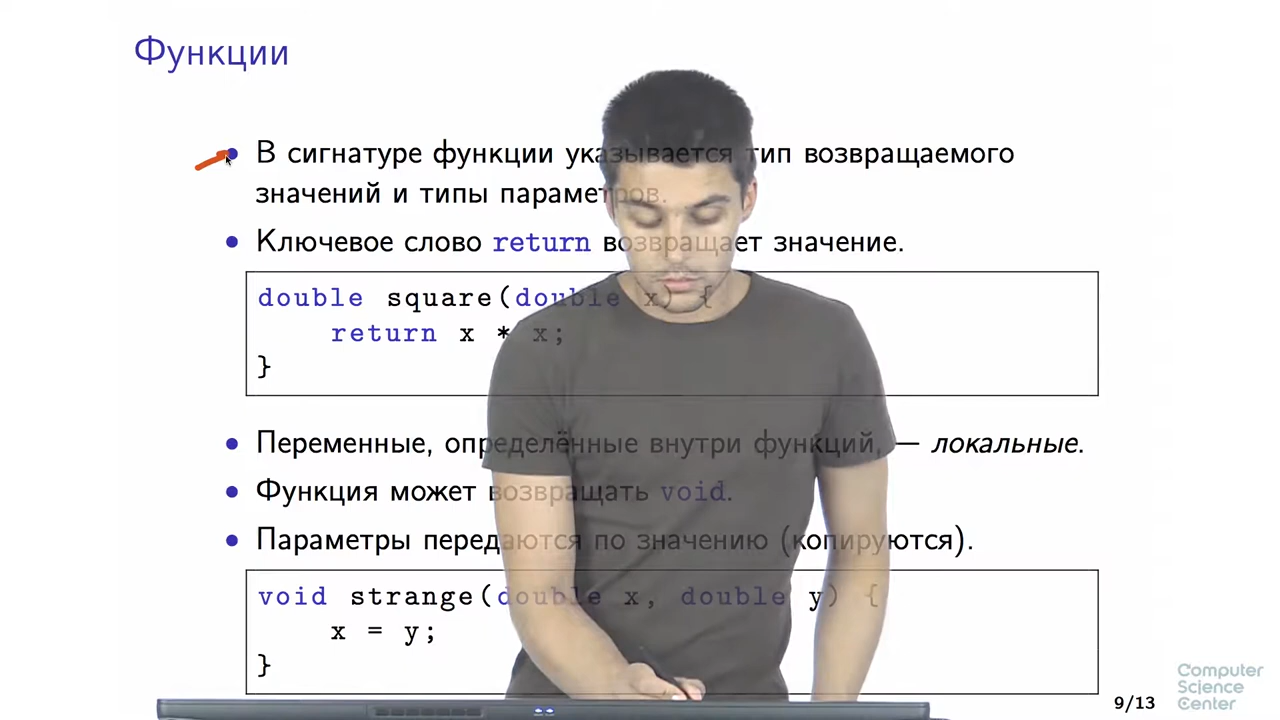 Функции
• В сигнатуре функции указывается тип возвращаемого
значений и типы параметров.
• Ключевое слово return возвращает значение.
double square(double x) {
return x * x;
}
• Переменные, определённые внутри функций, — локальные.
• Функция может возвращать void.
• Параметры передаются по значению (копируются).
void strange(double x, double y) {
x = y;
}
9/13
Computer
Science
Center